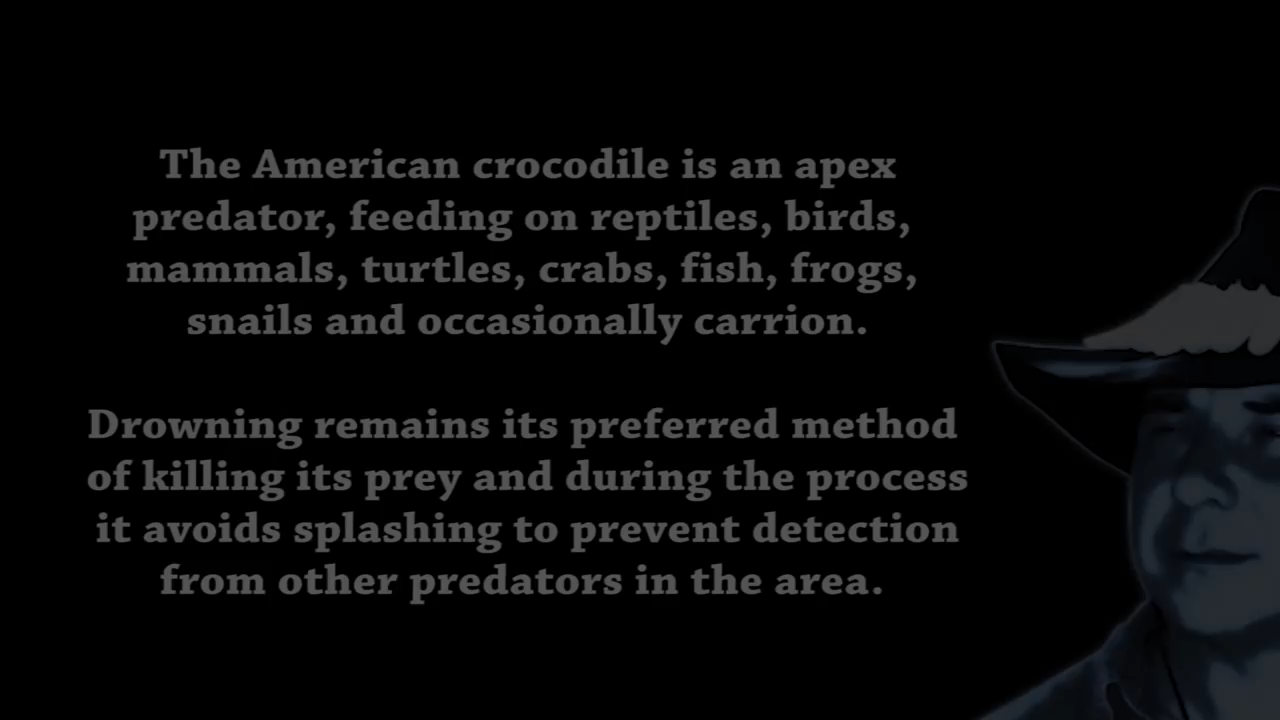 The American crocodile is an apex
predator, feeding on reptiles, birds,
mammals, turtles, crabs, fish, frogs,
snails and occasionally carrion.
Drowning remains its preferred method
of killing its prey and during the process
it avoids splashing to prevent detection
from other predators in the area.